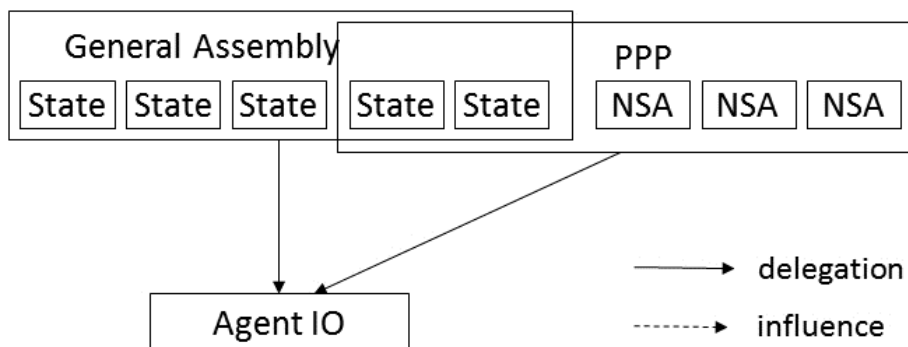 General Assembly
PPP
State State State State State NSA NSA NSA
delegation
Agent IO
influence